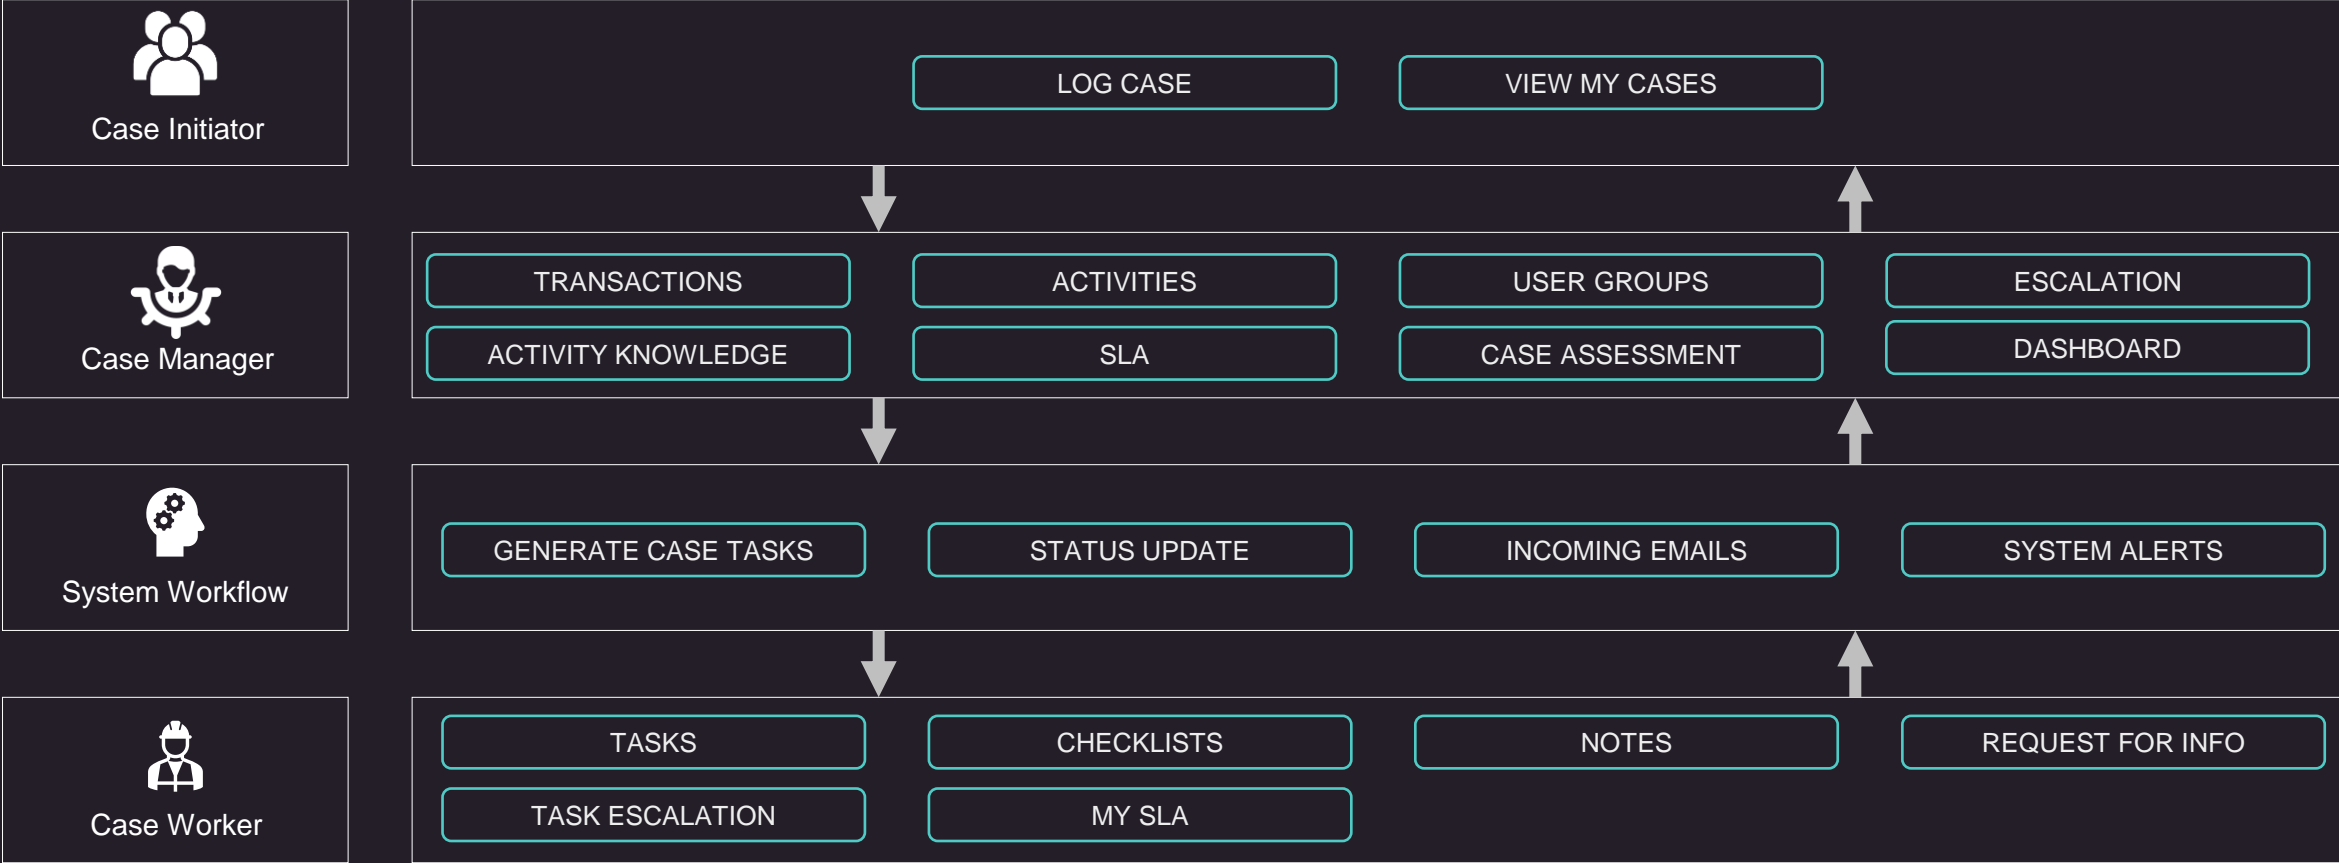 Case Initiator
LOG CASE
VIEW MY CASES
Case Manager
TRANSACTIONS
ACTIVITIES
USER GROUPS
ESCALATION
ACTIVITY KNOWLEDGE
SLA
CASE ASSESSMENT
DASHBOARD
System Workflow
GENERATE CASE TASKS
STATUS UPDATE
INCOMING EMAILS
SYSTEM ALERTS
Case Worker
TASKS
CHECKLISTS
NOTES
REQUEST FOR INFO
TASK ESCALATION
MY SLA